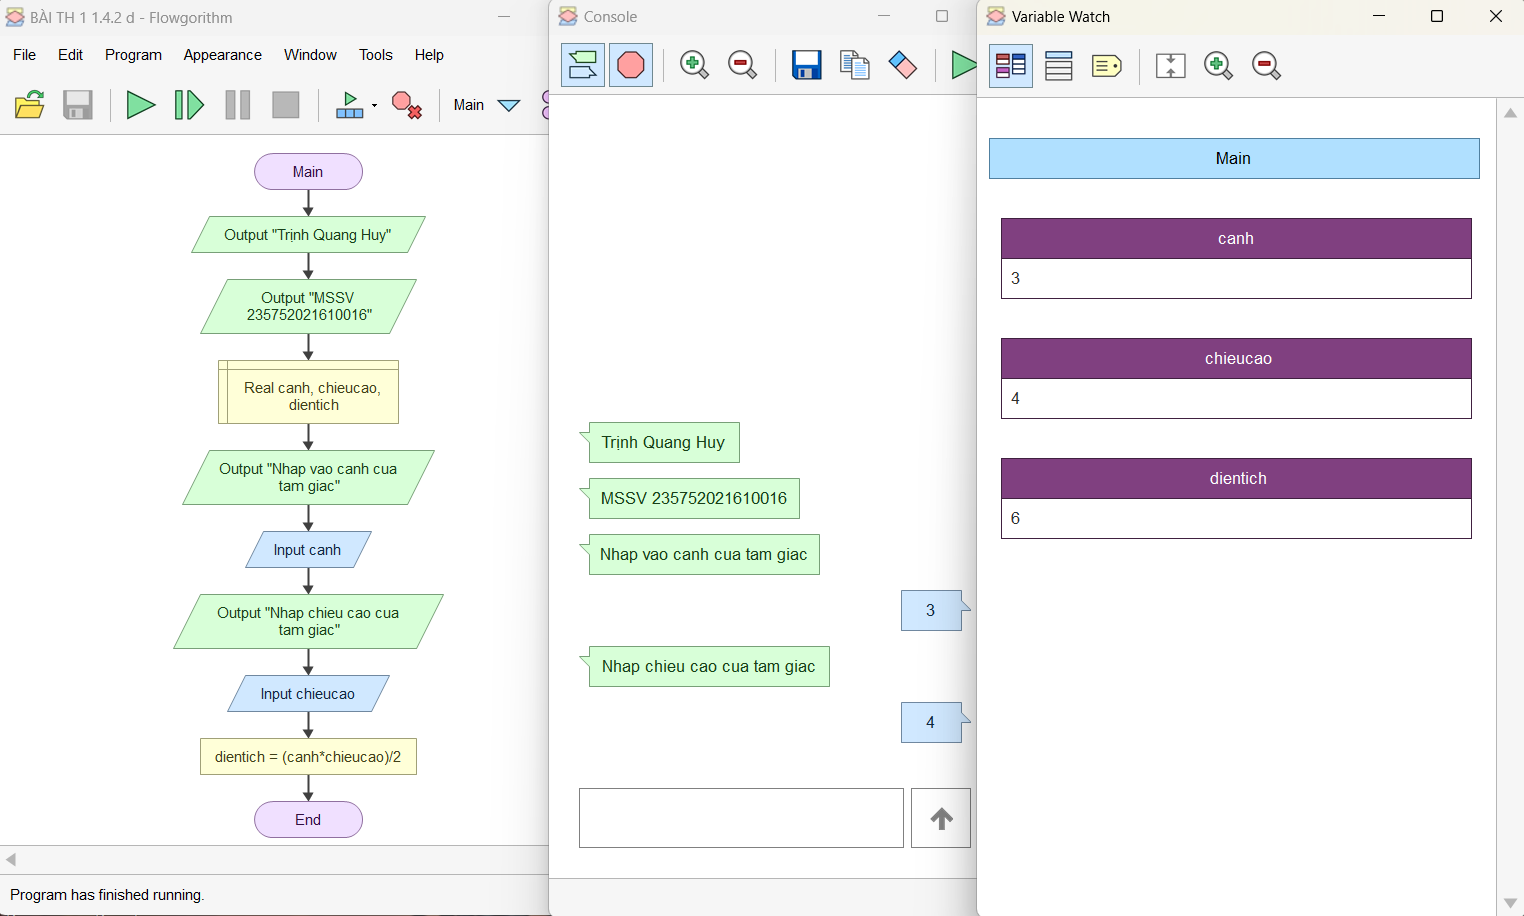 BÀI TH 1 1.4.2 d - Flowgorithm
File Edit Program Appearance Window Tools Help
Main
Main
Output "Trịnh Quang Huy"
Output "MSSV
235752021610016"
Real canh, chieucao,
dientich
Output "Nhap vao canh cua
tam giac"
Input canh
Output "Nhap chieu cao cua
tam giac"
Input chieucao
dientich = (canh*chieucao)/2
End
Program has finished running.
Console
Trịnh Quang Huy
MSSV 235752021610016
Nhap vao canh cua tam giac
3
Nhap chieu cao cua tam giac
4
Variable Watch
Main
canh
3
chieucao
4
dientich
6